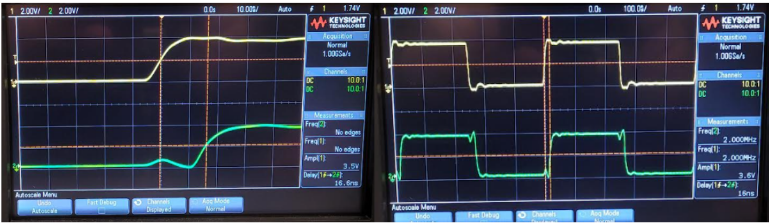 1 2.00V/ 2 2.00V/ 0.0s 10.00$/ Auto 1 1.74V
KEYSIGHT
TECHNOLOGIES
Acquisition
Normal
1.00GSa/s
Channels
DC 10.0:1
DC 10.0:1
Measurements
Freq(2):
No edges
Freq(1):
No edges
Ampl(1):
3.5V
Delay(1→2):
16.6ns
Autoscale Menu
Undo
Autoscale
Fast Debug
Channels
Displayed
Acq Mode
Normal
1 2.00V/ 2 2.00V/ 0.0s 100.0$/ Auto 1 1.74V
KEYSIGHT
TECHNOLOGIES
Acquisition
Normal
1.00GSa/s
Channels
DC 10.0:1
DC 10.0:1
Measurements
Freq(2):
2.000MHz
Freq(1):
2.000MHz
Ampl(1):
3.6V
Delay(1→2):
16ns
Autoscale Menu
Undo
Fast Debug
Channels
Acq Mode